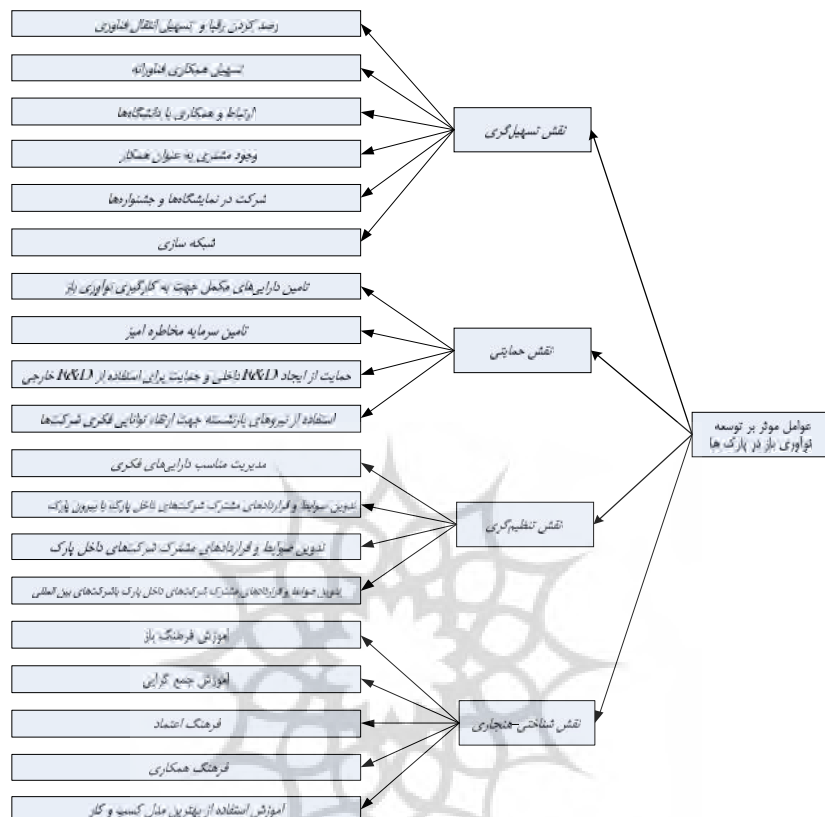 عوامل موثر بر توسعه
نوآوری باز در پارک ها
نقش تسهیل‌گری
رصد کردن رقبا و تسهیل انتقال فناوری
تسهیل همکاری فناورانه
ارتباط و همکاری با دانشگاه‌ها
وجود مشتری به عنوان همکار
شرکت در نمایشگاه‌ها و جشنواره‌ها
شبکه سازی
نقش حمایتی
تامین دارایی‌های مکمل جهت به کارگیری نوآوری باز
تامین سرمایه مخاطره آمیز
حمایت از ایجاد R&D داخلی و حمایت برای استفاده از R&D خارجی
استفاده از نیروهای بازنشسته جهت ارتقاء توانایی فکری شرکت‌ها
نقش تنظیم‌گری
مدیریت مناسب دارایی‌های فکری
تدوین ضوابط و قراردادهای مشترک شرکت‌های داخل پارک با بیرون پارک
تدوین ضوابط و قراردادهای مشترک شرکت‌های داخل پارک
تدوین ضوابط و قراردادهای مشترک شرکت‌های داخل پارک باشرکت‌های بین المللی
نقش شناختی-هنجاری
آموزش فرهنگ باز
آموزش جمع گرایی
فرهنگ اعتماد
فرهنگ همکاری
آموزش استفاده از بهترین مدل کسب و کار